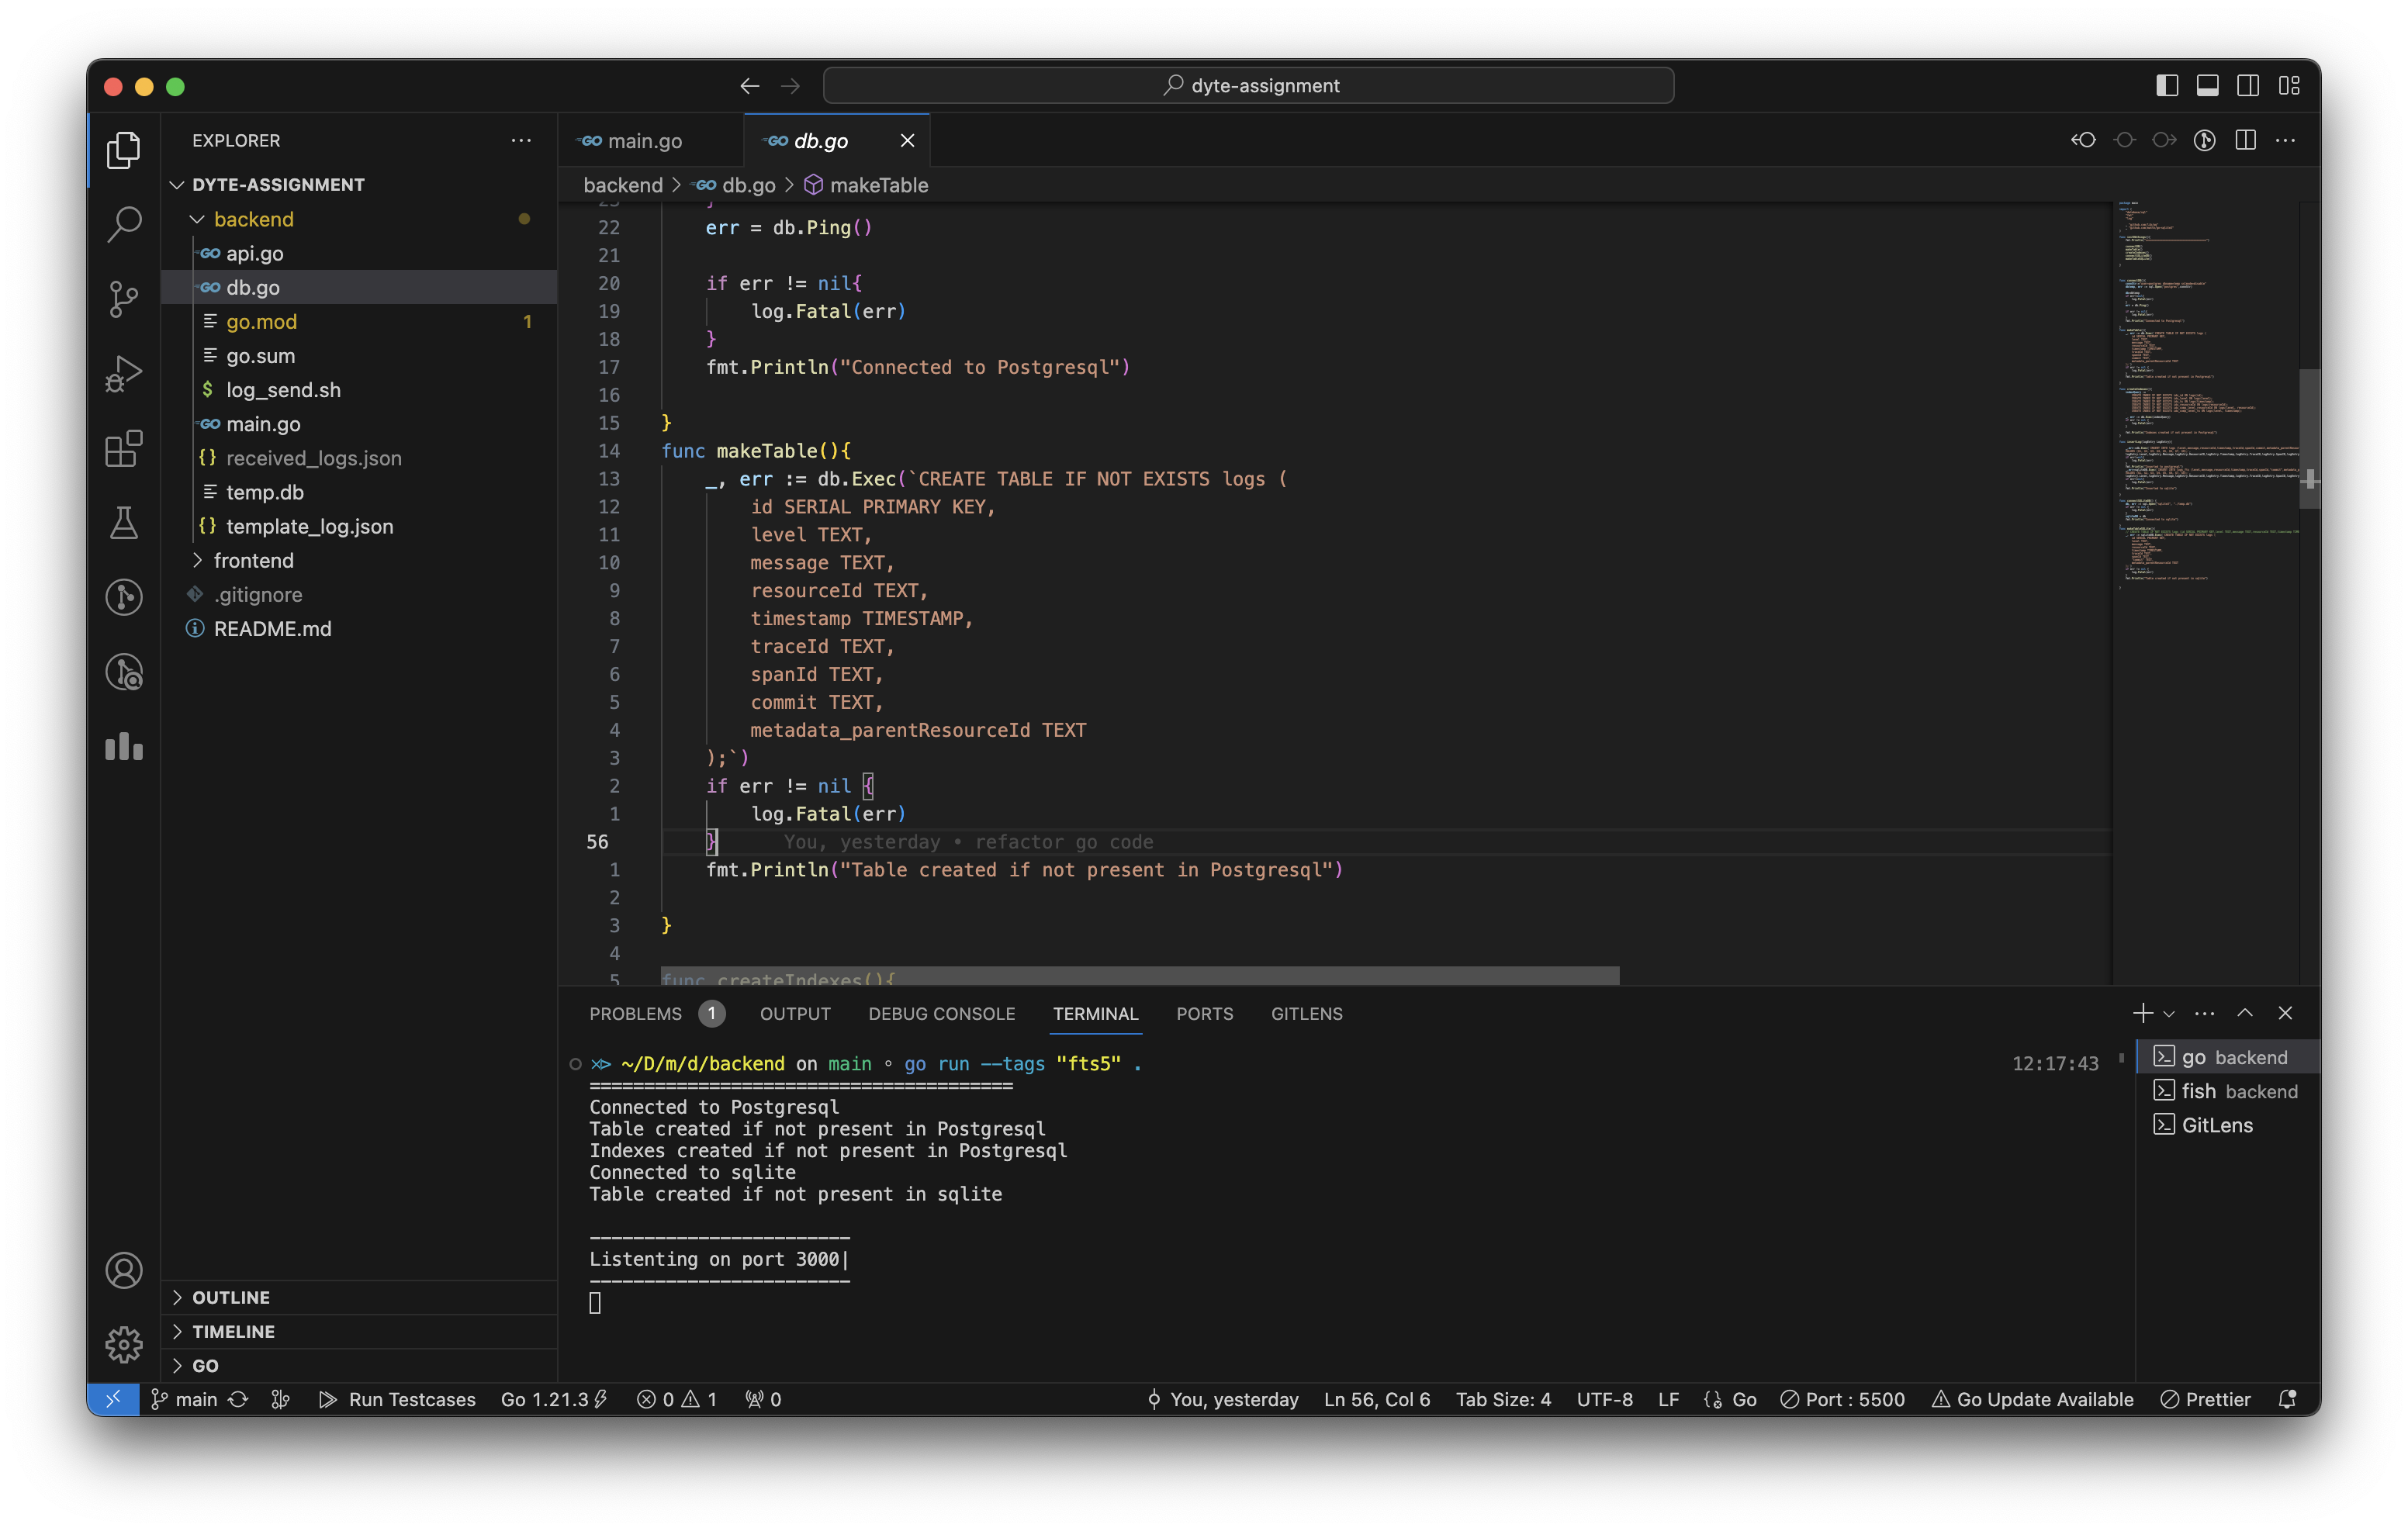 dyte-assignment
EXPLORER
DYTE-ASSIGNMENT
backend
GO api.go
GO db.go
go.mod 1
go.sum
$ log_send.sh
GO main.go
{} received_logs.json
temp.db
{} template_log.json
frontend
.gitignore
README.md
OUTLINE
TIMELINE
GO
GO main.go
GO db.go
backend > GO db.go > makeTable
23 }
22 err = db.Ping()
21
20 if err != nil{
19 log.Fatal(err)
18 }
17 fmt.Println("Connected to Postgresql")
16
15 }
14 func makeTable(){
13 _, err := db.Exec(`CREATE TABLE IF NOT EXISTS logs (
12 id SERIAL PRIMARY KEY,
11 level TEXT,
10 message TEXT,
9 resourceId TEXT,
8 timestamp TIMESTAMP,
7 traceId TEXT,
6 spanId TEXT,
5 commit TEXT,
4 metadata_parentResourceId TEXT
3 );`)
2 if err != nil {
1 log.Fatal(err)
56 } You, yesterday • refactor go code
1 fmt.Println("Table created if not present in Postgresql")
2
3 }
4
5 func createIndexes(){
PROBLEMS 1 OUTPUT DEBUG CONSOLE TERMINAL PORTS GITLENS
~/D/m/d/backend on main ◦ go run --tags "fts5" . 12:17:43
=======================================
Connected to Postgresql
Table created if not present in Postgresql
Indexes created if not present in Postgresql
Connected to sqlite
Table created if not present in sqlite
------------------------
Listenting on port 3000|
------------------------
go backend
fish backend
GitLens
main Run Testcases Go 1.21.3 0 1 0 You, yesterday Ln 56, Col 6 Tab Size: 4 UTF-8 LF {} Go Port : 5500 Go Update Available Prettier